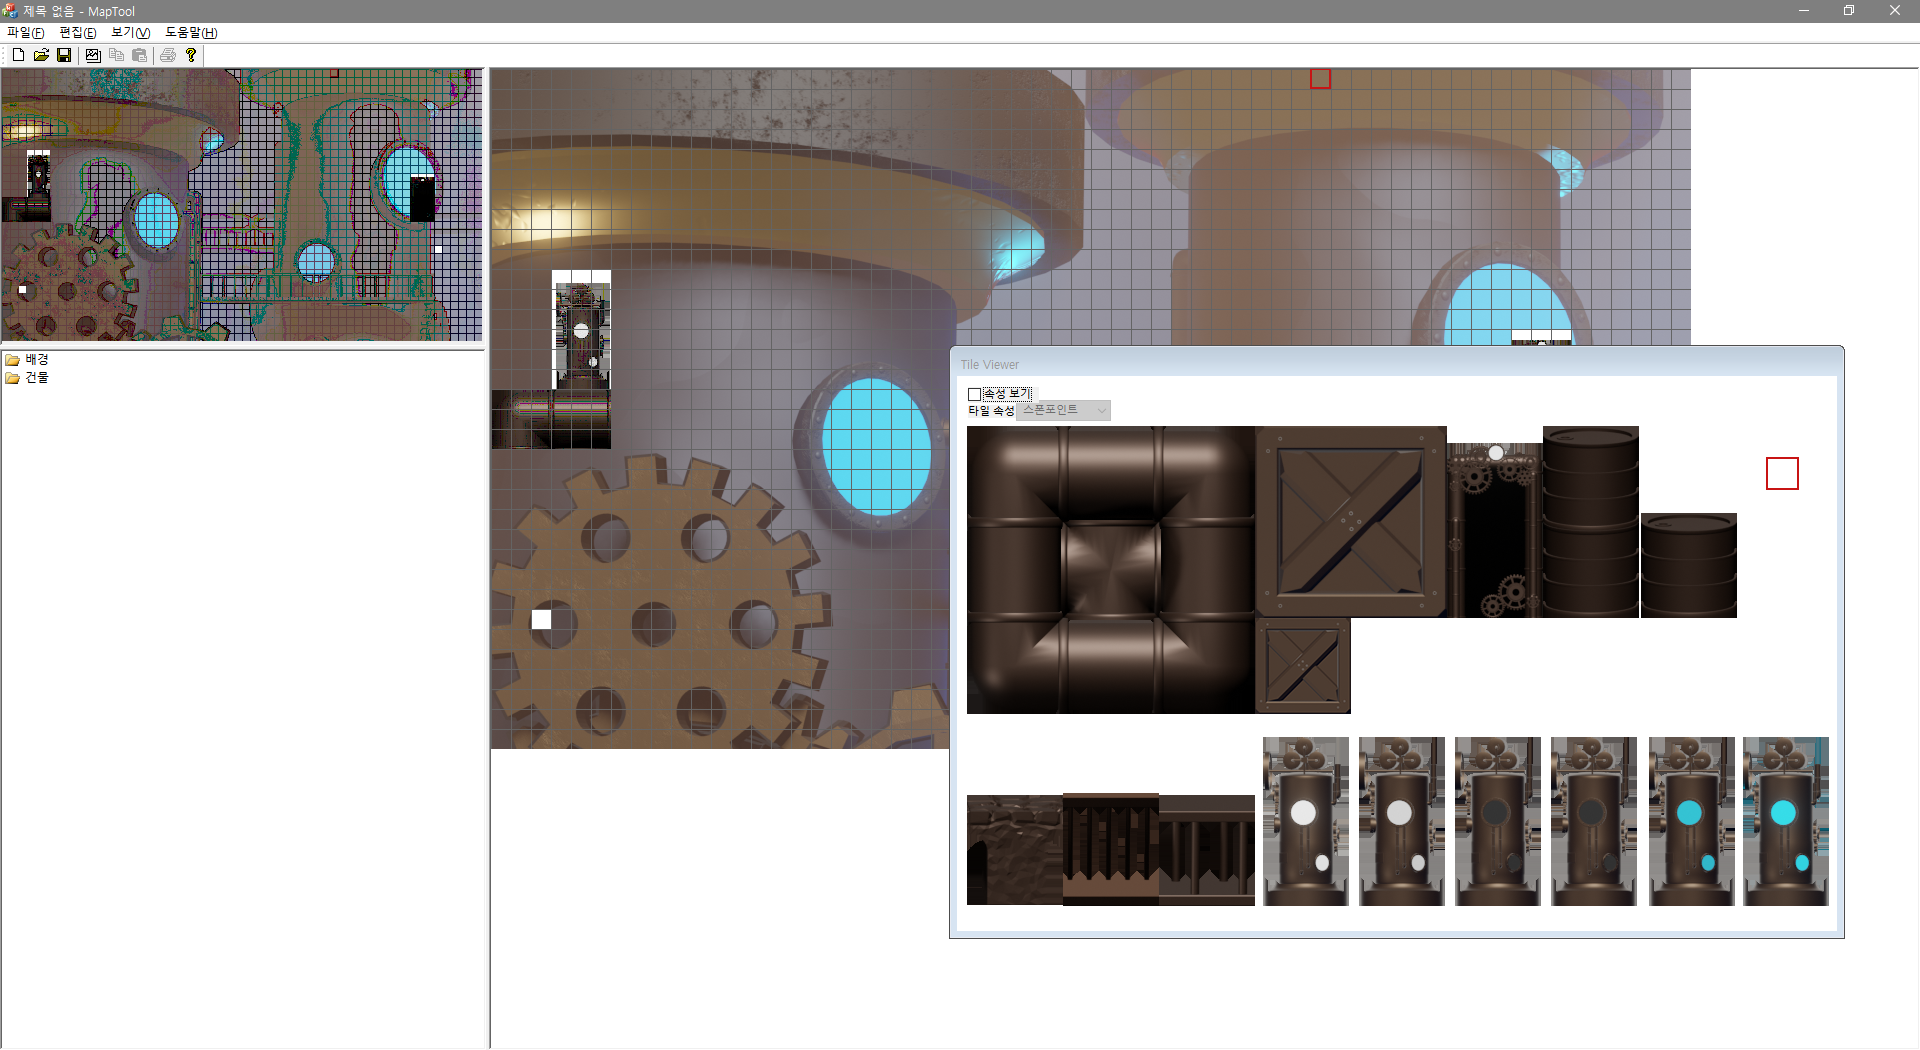 제목 없음 - MapTool
파일(F) 편집(E) 보기(V) 도움말(H)
배경
건물
Tile Viewer
속성 보기
타일 속성 스폰포인트